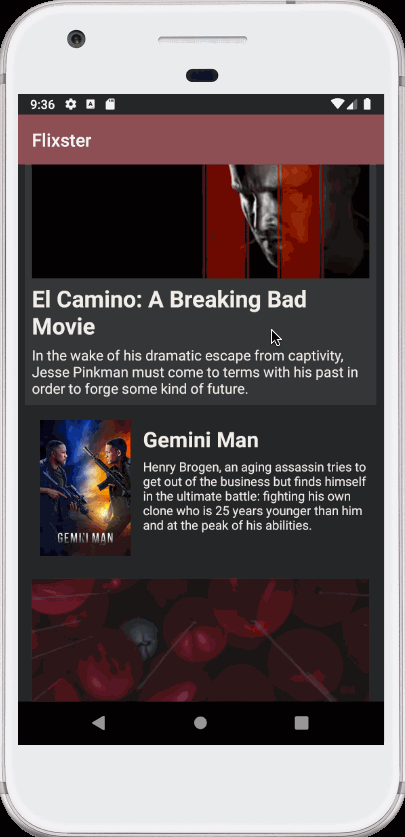 9:36
Flixster
El Camino: A Breaking Bad
Movie
In the wake of his dramatic escape from captivity,
Jesse Pinkman must come to terms with his past in
order to forge some kind of future.
Gemini Man
Henry Brogen, an aging assassin tries to
get out of the business but finds himself
in the ultimate battle: fighting his own
clone who is 25 years younger than him
and at the peak of his abilities.
GEMINI MAN